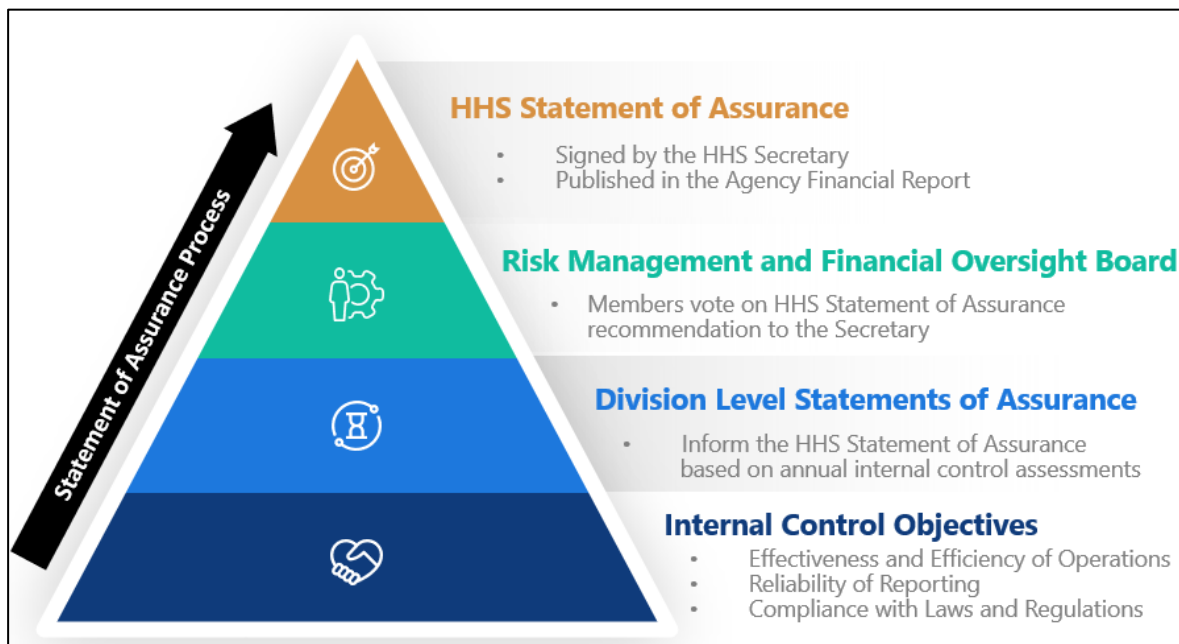 Statement of Assurance Process
HHS Statement of Assurance
• Signed by the HHS Secretary
• Published in the Agency Financial Report
Risk Management and Financial Oversight Board
• Members vote on HHS Statement of Assurance
recommendation to the Secretary
Division Level Statements of Assurance
• Inform the HHS Statement of Assurance
based on annual internal control assessments
Internal Control Objectives
• Effectiveness and Efficiency of Operations
• Reliability of Reporting
• Compliance with Laws and Regulations